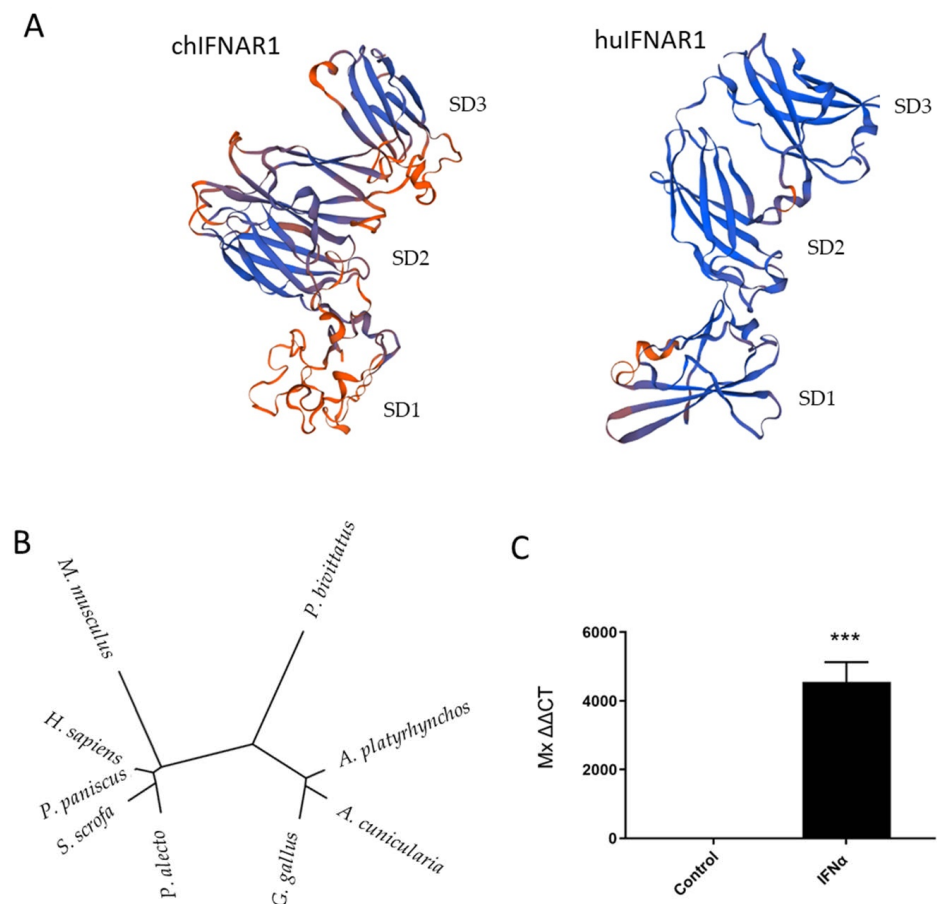 A
chIFNAR1
huIFNAR1
SD3
SD3
SD2
SD2
SD1
SD1
B
M. musculus
P. bivittatus
H. sapiens
P. paniscus
S. scrofa
P. alecto
G. gallus
A. cunicularia
A. platyrhynchos
C
Mx ΔΔCT
6000
4000
2000
0
***
Control
IFNα